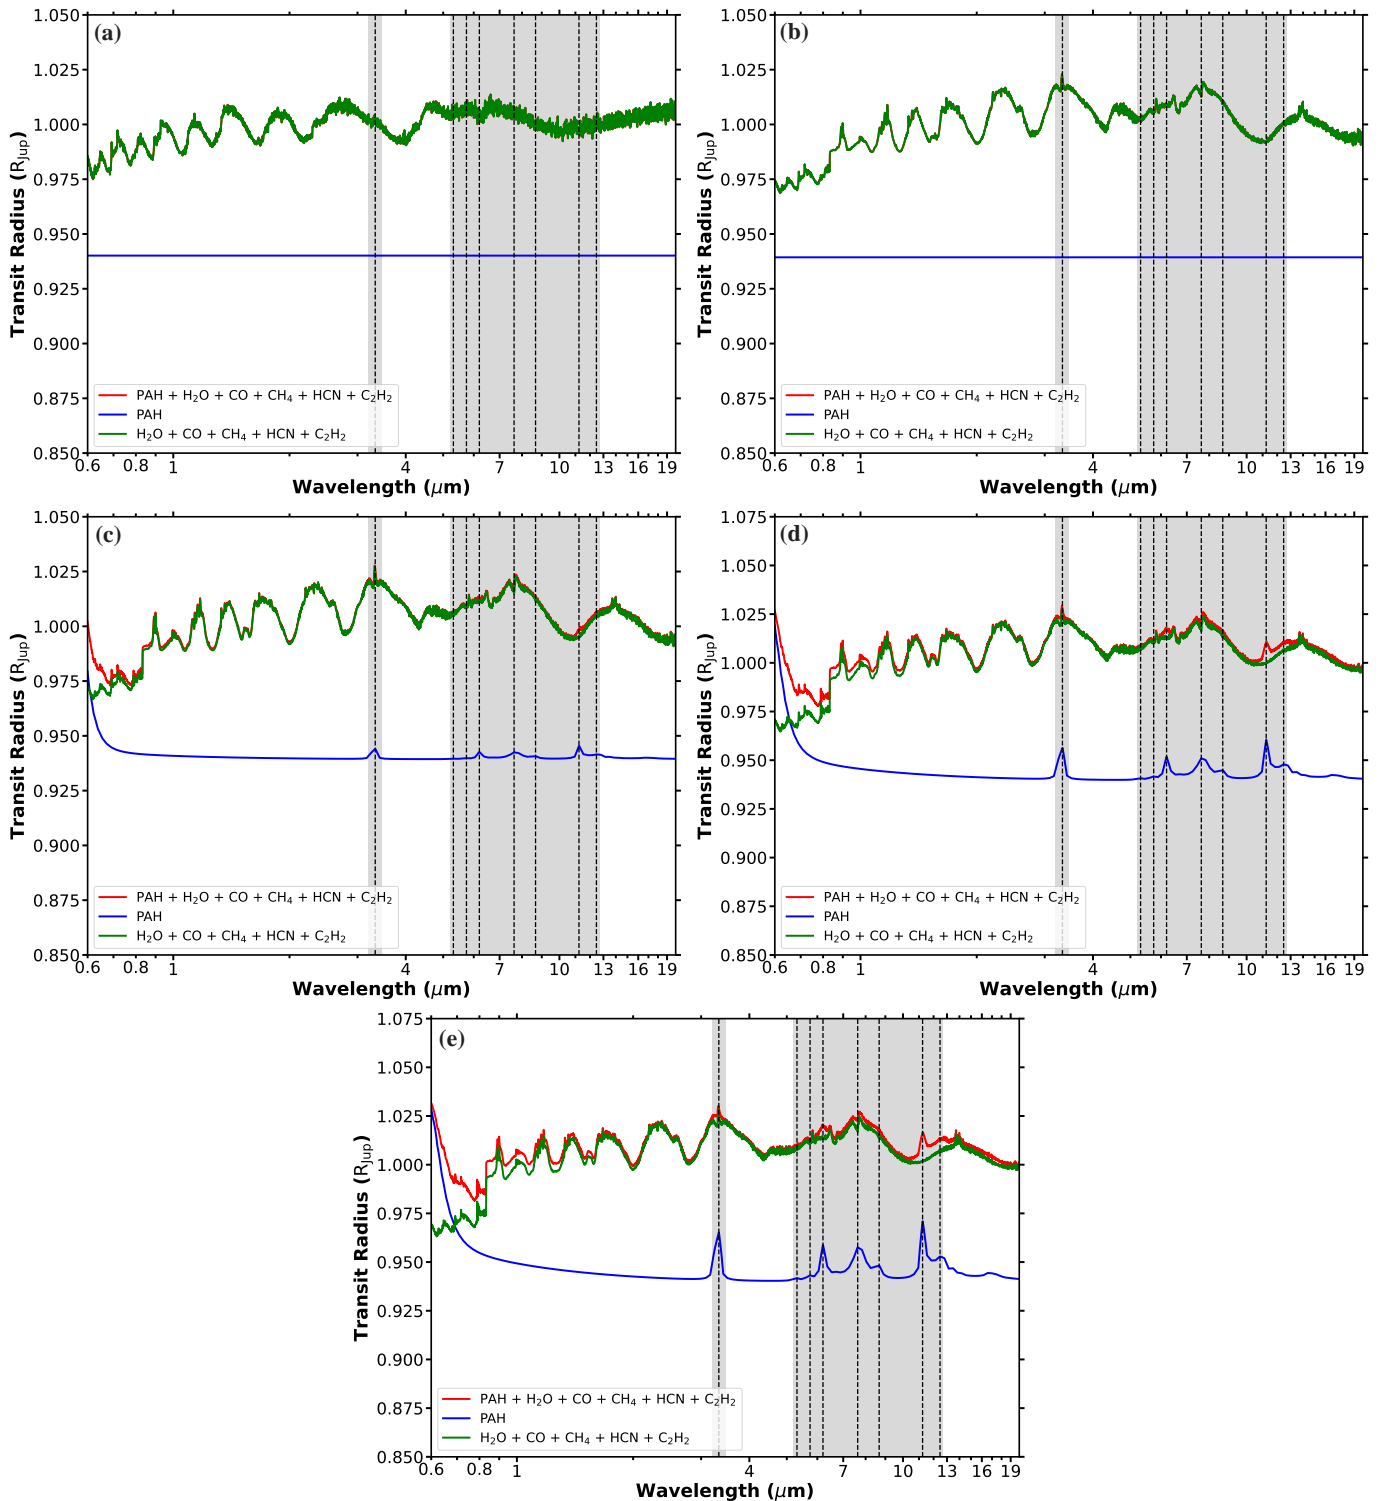 (a)
1.050
1.025
1.000
0.975
0.950
0.925
0.900
0.875
0.850
Transit Radius (R_Jup)
PAH + H₂O + CO + CH₄ + HCN + C₂H₂
PAH
H₂O + CO + CH₄ + HCN + C₂H₂
0.6 1 4 7 10 13 16 19
Wavelength (μm)
(b)
1.050
1.025
1.000
0.975
0.950
0.925
0.900
0.875
0.850
Transit Radius (R_Jup)
PAH + H₂O + CO + CH₄ + HCN + C₂H₂
PAH
H₂O + CO + CH₄ + HCN + C₂H₂
0.6 0.8 1 4 7 10 13 16 19
Wavelength (μm)
(c)
1.050
1.025
1.000
0.975
0.950
0.925
0.900
0.875
0.850
Transit Radius (R_Jup)
PAH + H₂O + CO + CH₄ + HCN + C₂H₂
PAH
H₂O + CO + CH₄ + HCN + C₂H₂
0.6 0.8 1 4 7 10 13 16 19
Wavelength (μm)
(d)
1.075
1.050
1.025
1.000
0.975
0.950
0.925
0.900
0.875
0.850
Transit Radius (R_Jup)
PAH + H₂O + CO + CH₄ + HCN + C₂H₂
PAH
H₂O + CO + CH₄ + HCN + C₂H₂
0.6 0.8 1 4 7 10 13 16 19
Wavelength (μm)
(e)
1.075
1.050
1.025
1.000
0.975
0.950
0.925
0.900
0.875
0.850
Transit Radius (R_Jup)
PAH + H₂O + CO + CH₄ + HCN + C₂H₂
PAH
H₂O + CO + CH₄ + HCN + C₂H₂
0.6 0.8 1 4 7 10 13 16 19
Wavelength (μm)